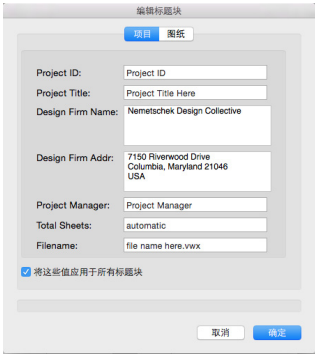 编辑标题块
项目 图纸
Project ID: Project ID
Project Title: Project Title Here
Design Firm Name: Nemetschek Design Collective
Design Firm Addr: 7150 Riverwood Drive
Columbia, Maryland 21046
USA
Project Manager: Project Manager
Total Sheets: automatic
Filename: file name here.vwx
将这些值应用于所有标题块
取消 确定